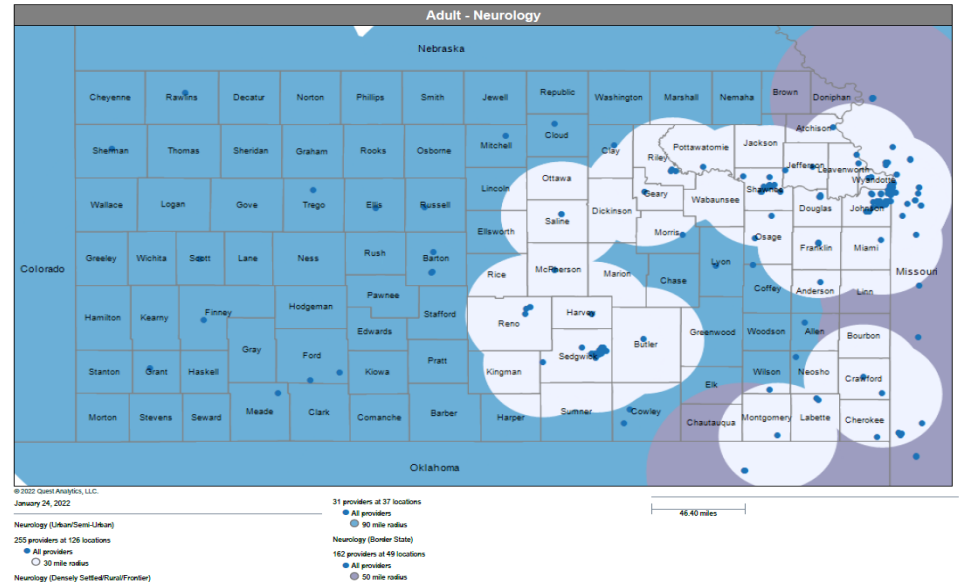 Adult - Neurology
Nebraska
Cheyenne Rawlins Decatur Norton Phillips Smith Jewell Republic Washington Marshall Nemaha Brown Doniphan
Atchison
Sherman Thomas Sheridan Graham Rooks Osborne Mitchell Cloud Clay Riley Pottawatomie Jackson
Jefferson Leavenworth
Wyandotte
Lincoln Ottawa Geary Shawnee
Wallace Logan Gove Trego Ellis Russell Dickinson Wabaunsee Douglas Johnson
Ellsworth Saline Morris Osage
Franklin Miami
Greeley Wichita Scott Lane Ness Rush Barton
Colorado Rice McPherson Marion Lyon Missouri
Chase Coffey Anderson Linn
Pawnee
Hamilton Kearny Finney Hodgeman Stafford Reno Harvey
Edwards Greenwood Woodson Allen Bourbon
Gray Ford Sedgwick Butler
Stanton Grant Haskell Kiowa Pratt Kingman Wilson Neosho Crawford
Elk
Morton Stevens Seward Meade Clark Comanche Barber Harper Sumner Cowley Chautauqua Montgomery Labette Cherokee
Oklahoma
© 2022 Quest Analytics, LLC.
January 24, 2022
Neurology (Urban/Semi-Urban)
255 providers at 126 locations
All providers
30 mile radius
Neurology (Densely Settled/Rural/Frontier)
31 providers at 37 locations
All providers
90 mile radius
Neurology (Border State)
162 providers at 49 locations
All providers
50 mile radius
46.40 miles